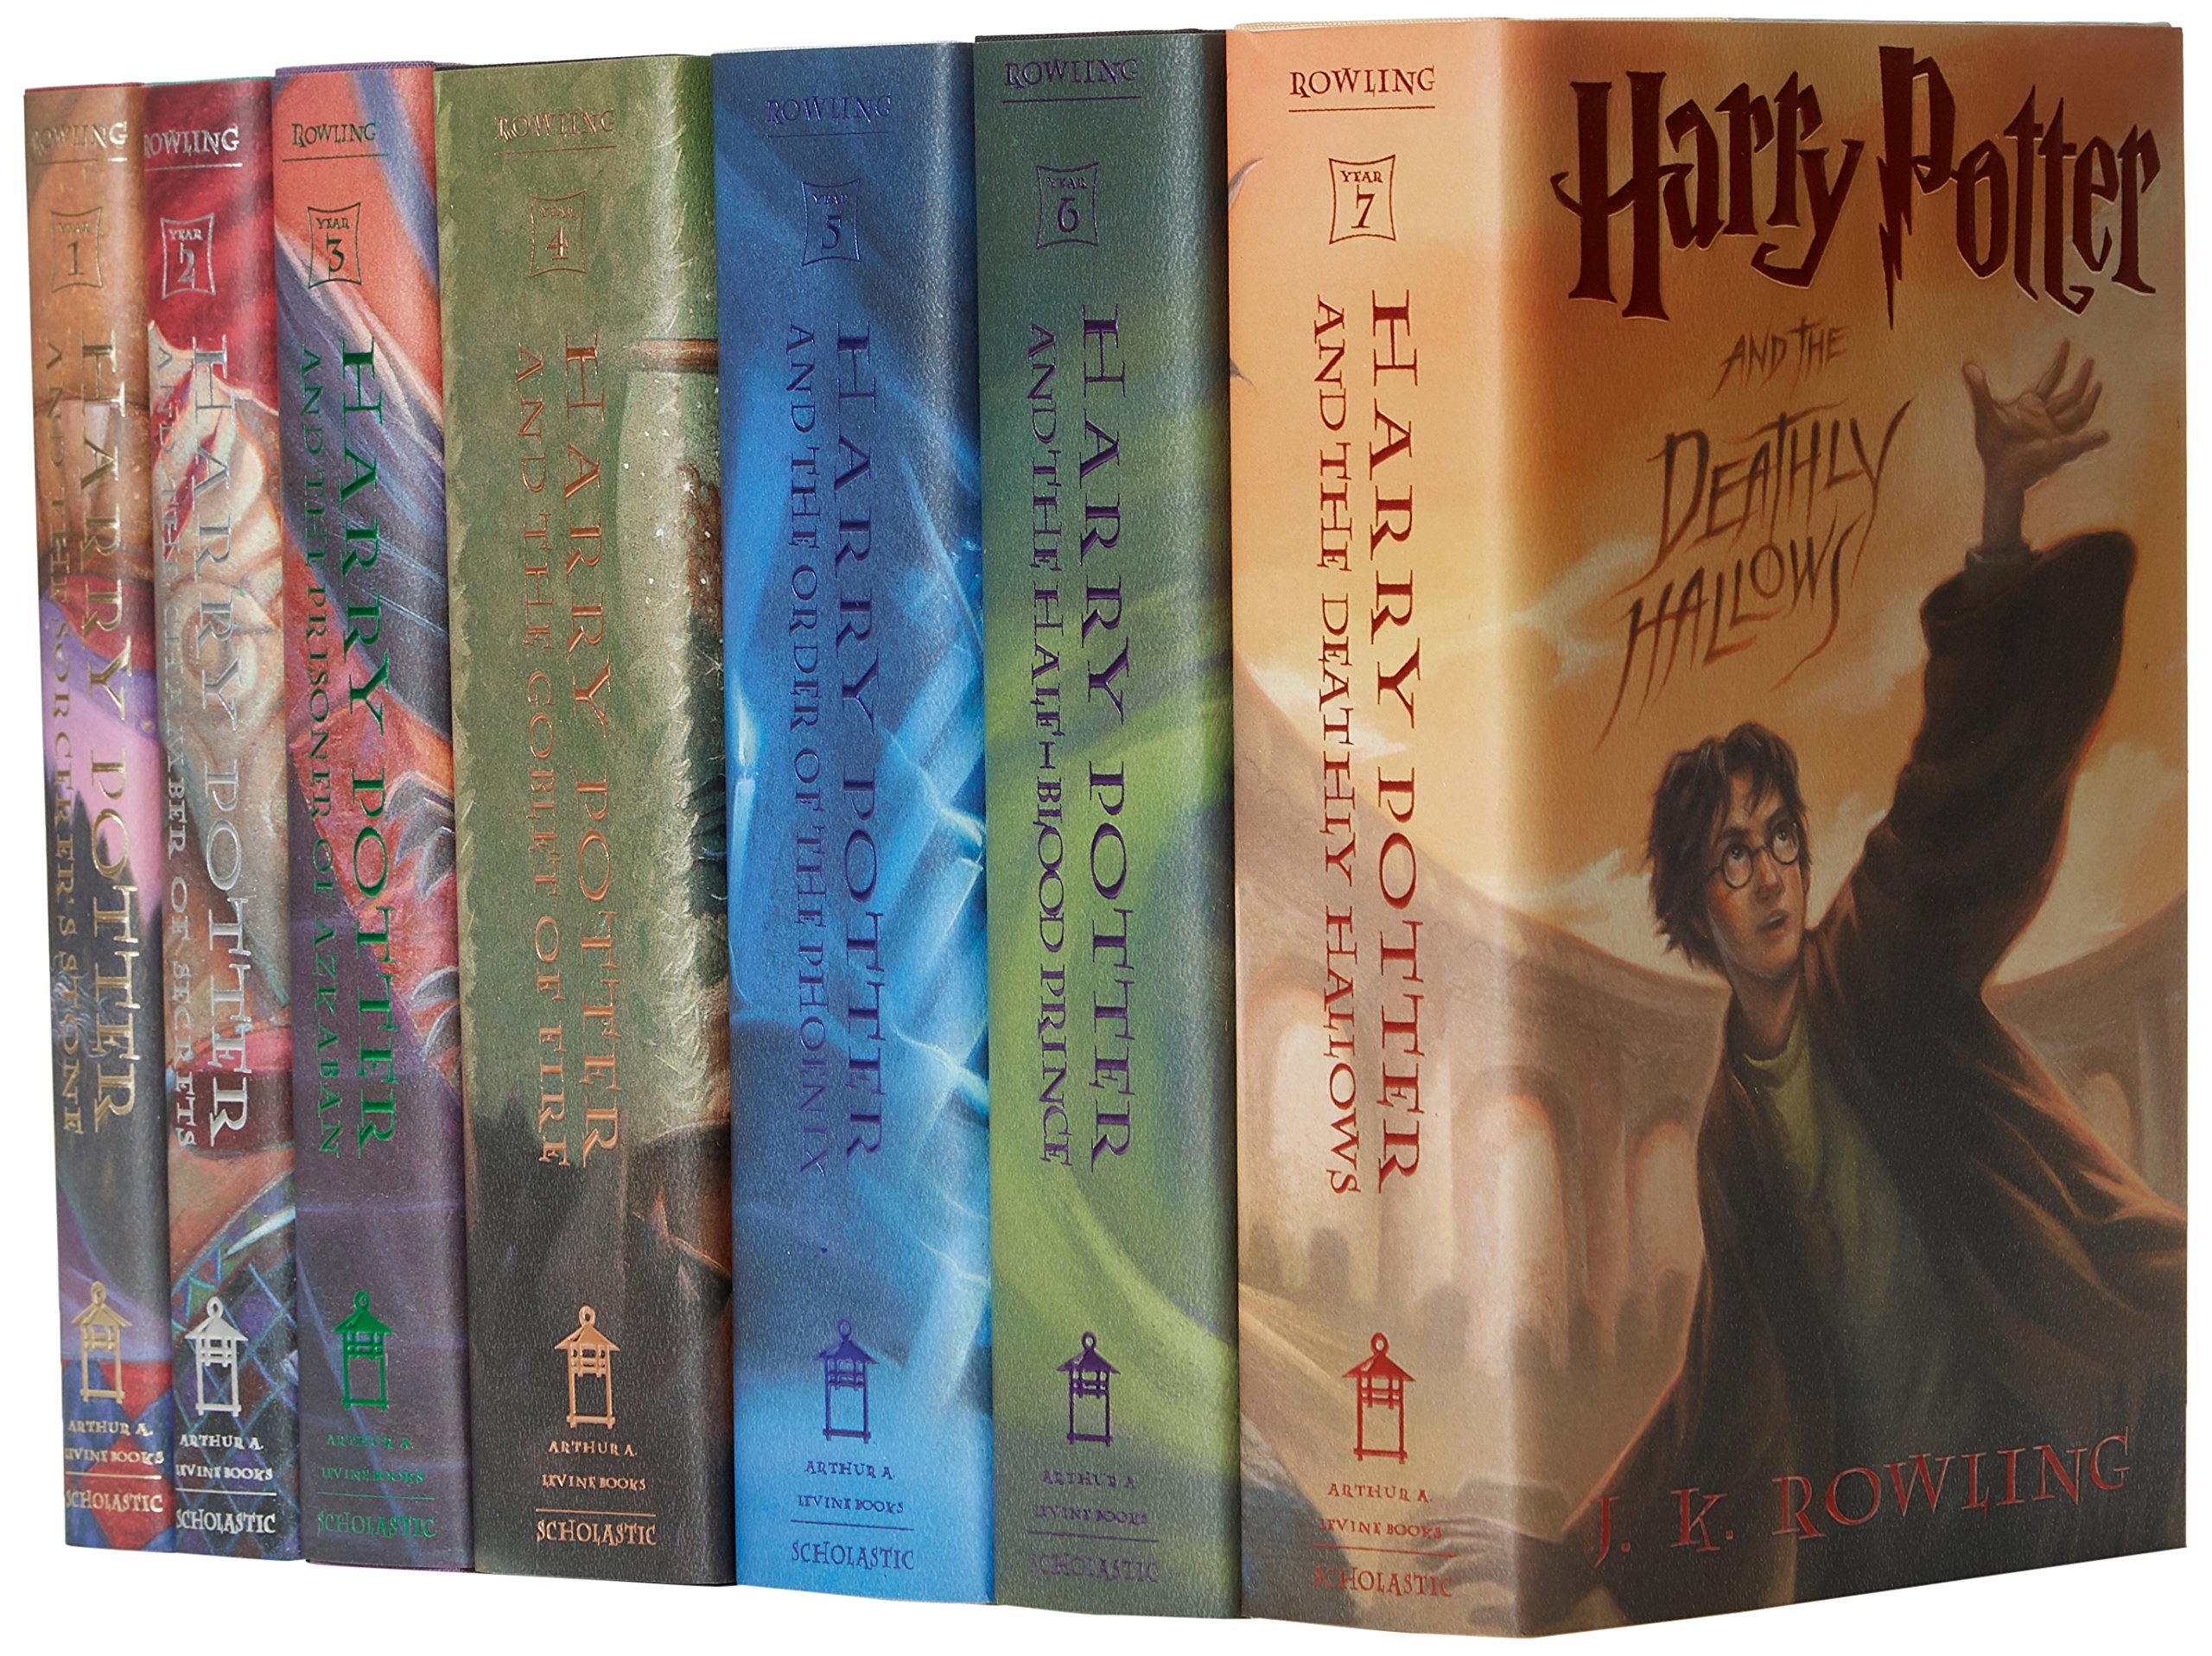 ROWLING
YEAR
1
HARRY POTTER
AND THE SORCERER'S STONE
ARTHUR A.
LEVINE BOOKS
SCHOLASTIC
ROWLING
YEAR
2
HARRY POTTER
AND THE CHAMBER OF SECRETS
ARTHUR A.
LEVINE BOOKS
SCHOLASTIC
ROWLING
YEAR
3
HARRY POTTER
AND THE PRISONER OF AZKABAN
ARTHUR A.
LEVINE BOOKS
SCHOLASTIC
ROWLING
YEAR
4
HARRY POTTER
AND THE GOBLET OF FIRE
ARTHUR A.
LEVINE BOOKS
SCHOLASTIC
ROWLING
YEAR
5
HARRY POTTER
AND THE ORDER OF THE PHOENIX
ARTHUR A.
LEVINE BOOKS
SCHOLASTIC
ROWLING
YEAR
6
HARRY POTTER
AND THE HALF-BLOOD PRINCE
ARTHUR A.
LEVINE BOOKS
SCHOLASTIC
ROWLING
YEAR
7
HARRY POTTER
AND THE DEATHLY HALLOWS
ARTHUR A.
LEVINE BOOKS
SCHOLASTIC
Harry Potter
AND THE
DEATHLY
HALLOWS
J. K. ROWLING